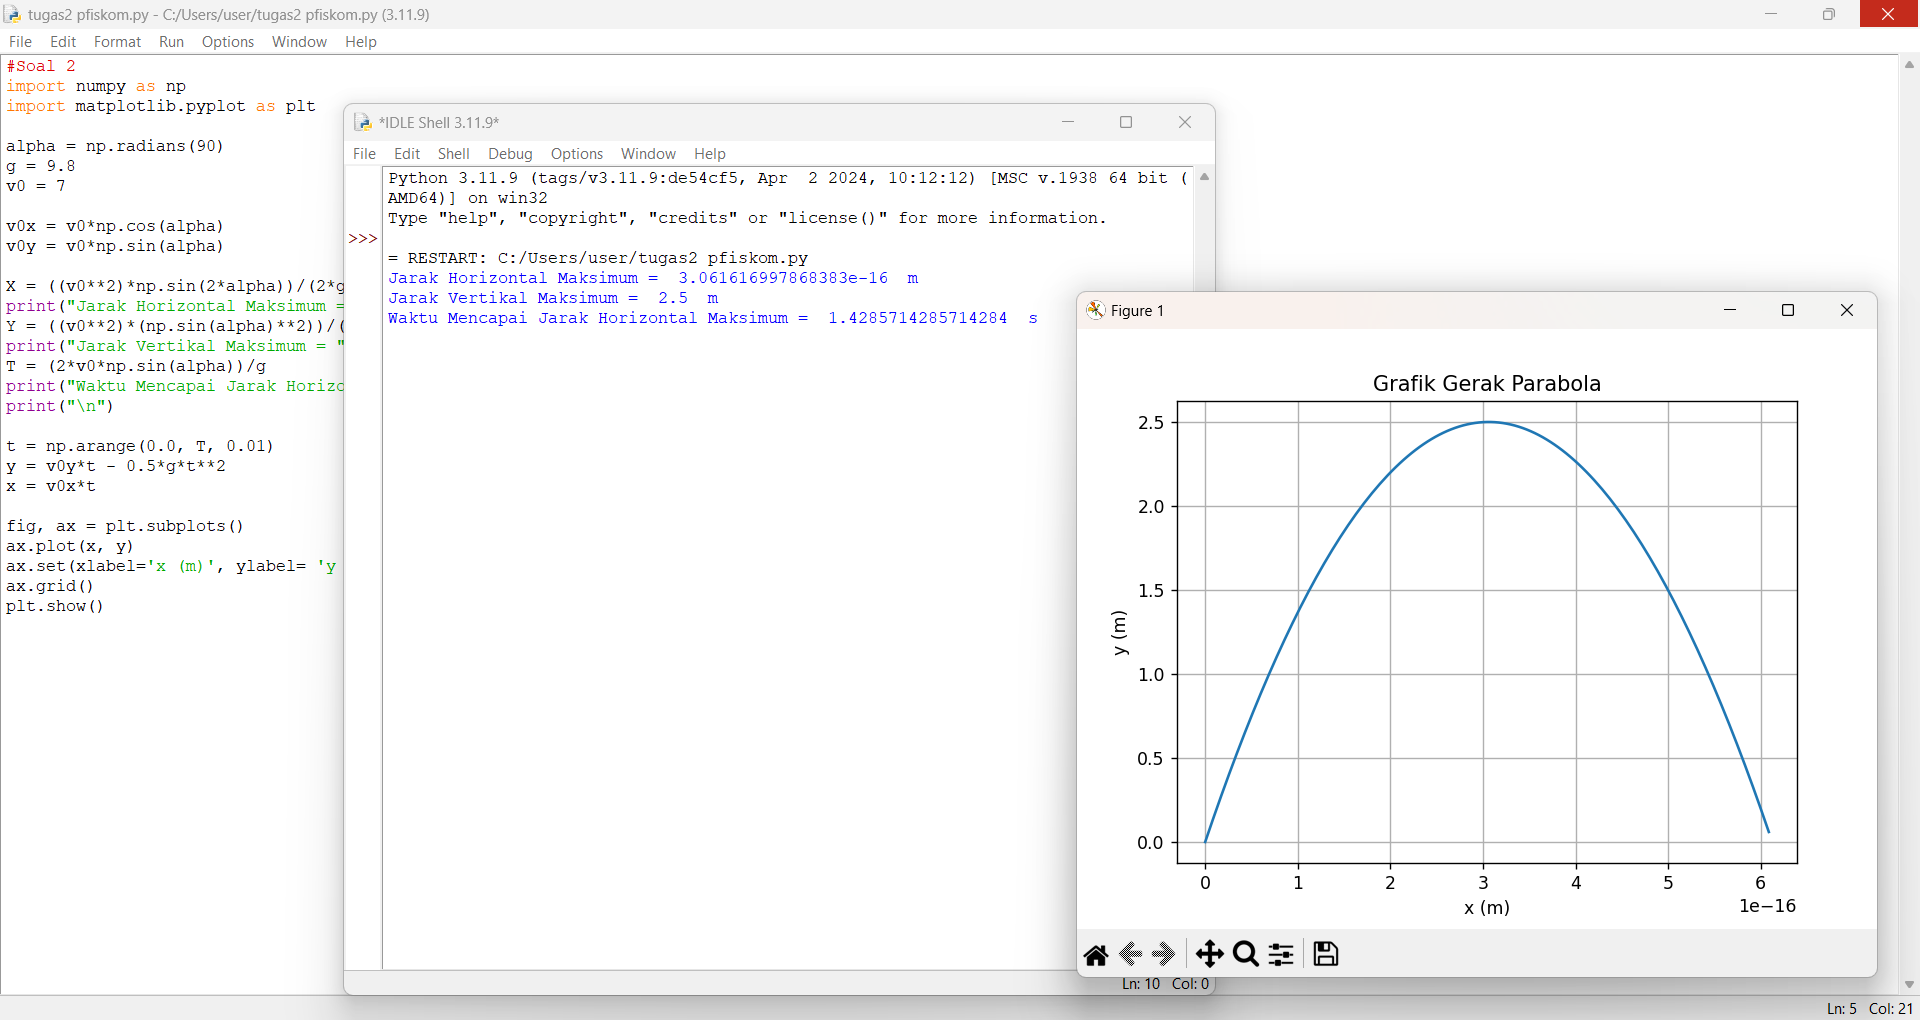 tugas2 pfiskom.py - C:/Users/user/tugas2 pfiskom.py (3.11.9)
File Edit Format Run Options Window Help
#Soal 2
import numpy as np
import matplotlib.pyplot as plt
alpha = np.radians(90)
g = 9.8
v0 = 7
v0x = v0*np.cos(alpha)
v0y = v0*np.sin(alpha)
X = ((v0**2)*np.sin(2*alpha))/(2*g
print("Jarak Horizontal Maksimum =
Y = ((v0**2)*(np.sin(alpha)**2))/(
print("Jarak Vertikal Maksimum = "
T = (2*v0*np.sin(alpha))/g
print("Waktu Mencapai Jarak Horizo
print("\n")
t = np.arange(0.0, T, 0.01)
y = v0y*t - 0.5*g*t**2
x = v0x*t
fig, ax = plt.subplots()
ax.plot(x, y)
ax.set(xlabel='x (m)', ylabel= 'y
ax.grid()
plt.show()
*IDLE Shell 3.11.9*
File Edit Shell Debug Options Window Help
Python 3.11.9 (tags/v3.11.9:de54cf5, Apr  2 2024, 10:12:12) [MSC v.1938 64 bit (
AMD64)] on win32
Type "help", "copyright", "credits" or "license()" for more information.
>>>
= RESTART: C:/Users/user/tugas2 pfiskom.py
Jarak Horizontal Maksimum =  3.061616997868383e-16  m
Jarak Vertikal Maksimum =  2.5  m
Waktu Mencapai Jarak Horizontal Maksimum =  1.4285714285714284  s
Ln: 10 Col: 0
Figure 1
Grafik Gerak Parabola
2.5
2.0
1.5
1.0
0.5
0.0
y (m)
0 1 2 3 4 5 6
1e−16
x (m)
Ln: 5 Col: 21